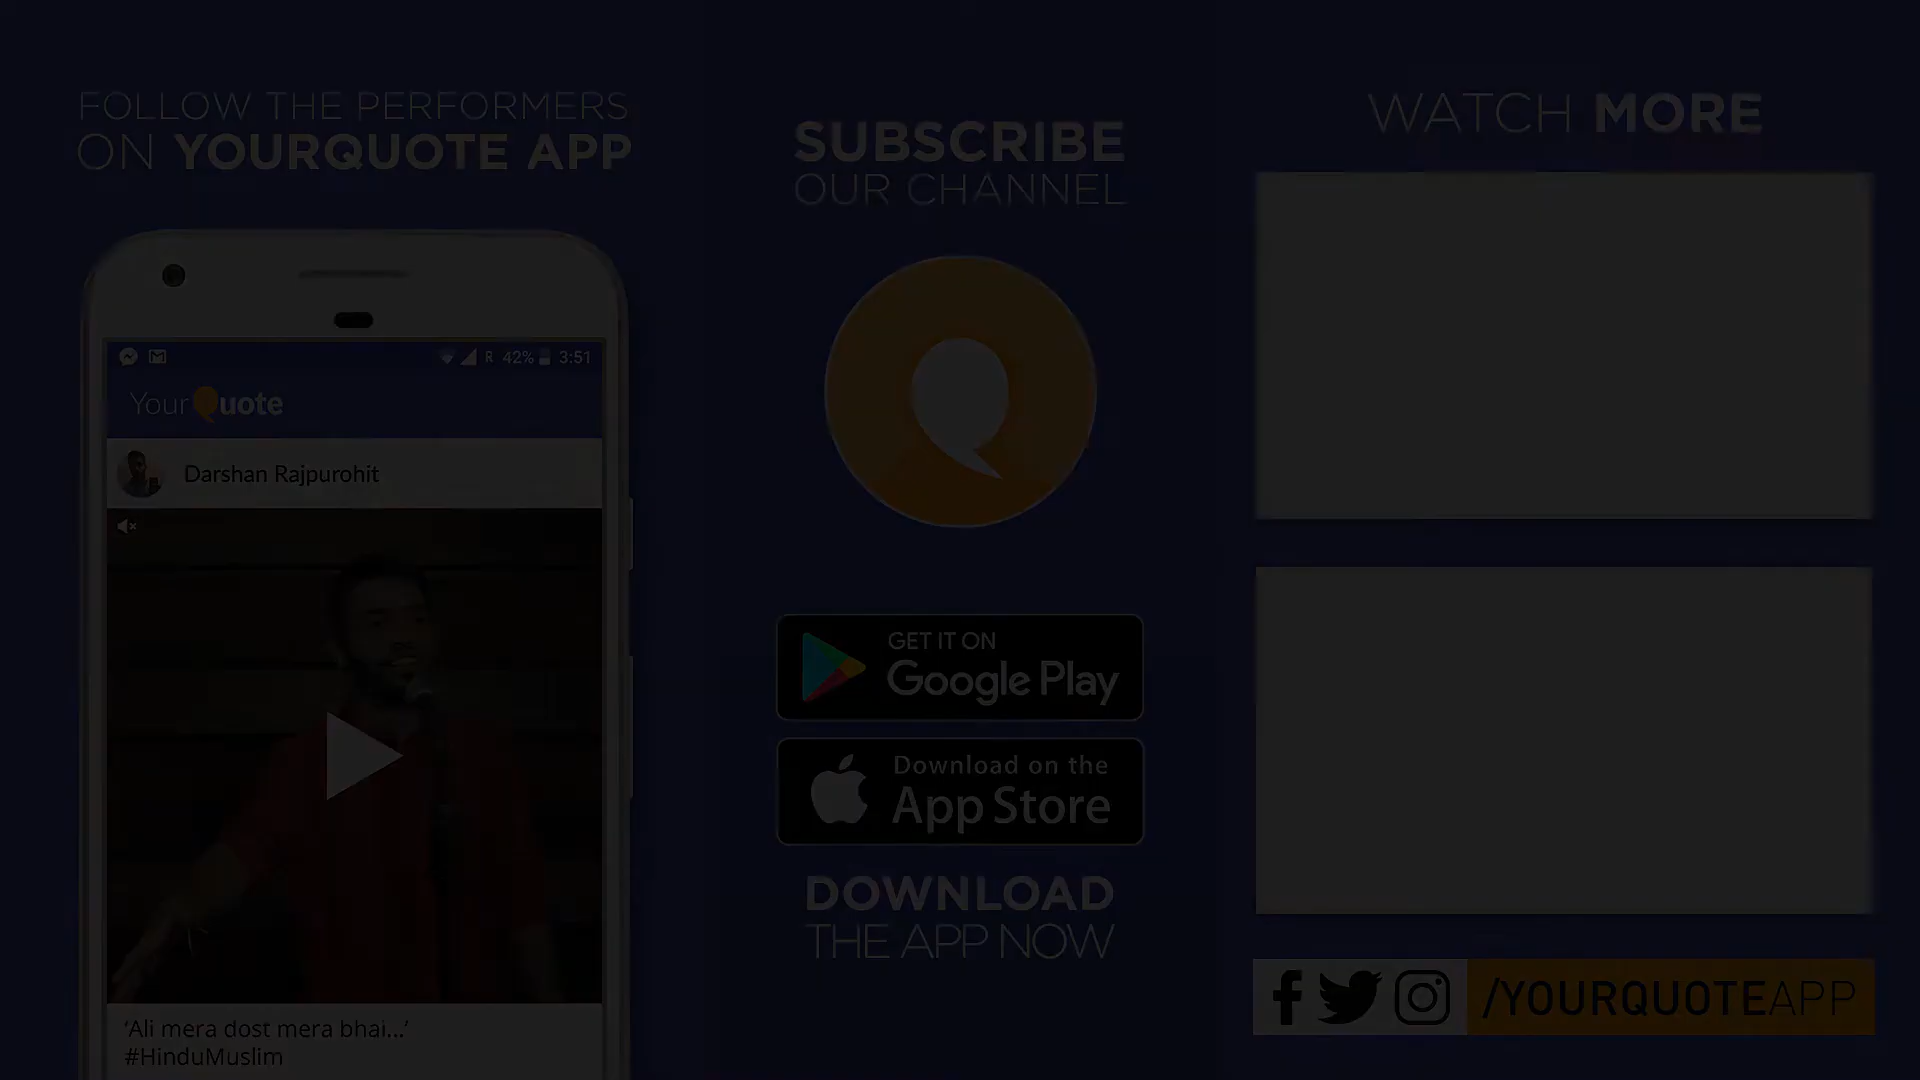 FOLLOW THE PERFORMERS
ON YOURQUOTE APP
R 42% 3:51
YourQuote
Darshan Rajpurohit
‘Ali mera dost mera bhai...’
#HinduMuslim
SUBSCRIBE
OUR CHANNEL
GET IT ON
Google Play
Download on the
App Store
DOWNLOAD
THE APP NOW
WATCH MORE
/YOURQUOTEAPP